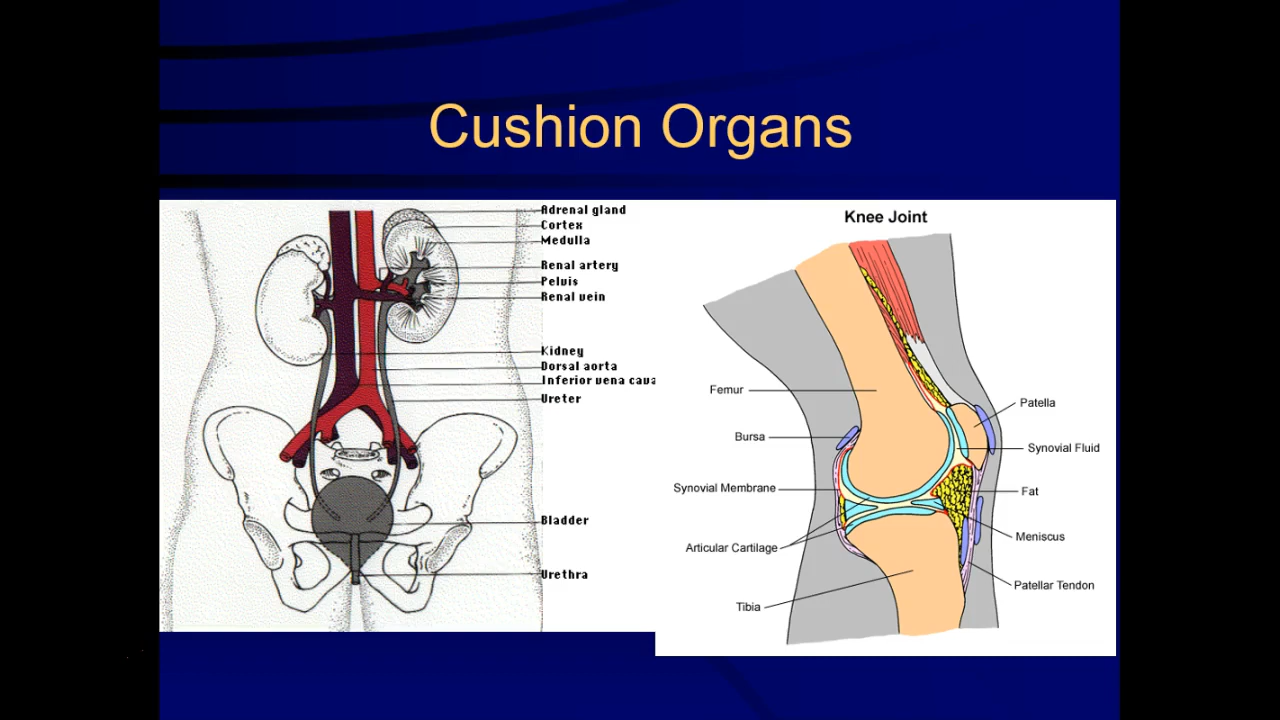 Cushion Organs
Adrenal gland
Cortex
Medulla
Renal artery
Pelvis
Renal vein
Kidney
Dorsal aorta
Inferior vena cava
Ureter
Bladder
Urethra
Knee Joint
Femur
Bursa
Synovial Membrane
Articular Cartilage
Tibia
Patella
Synovial Fluid
Fat
Meniscus
Patellar Tendon